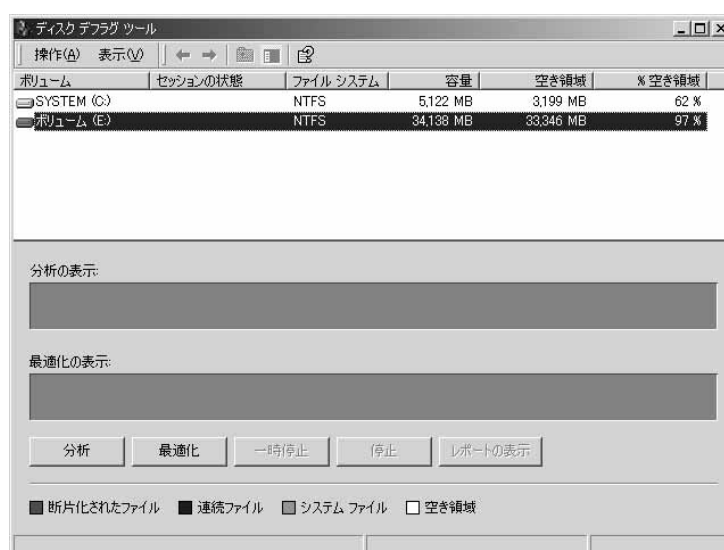 ディスク デフラグ ツール
操作(A) 表示(V)
ボリューム セッションの状態 ファイル システム 容量 空き領域 % 空き領域
SYSTEM (C:) NTFS 5,122 MB 3,199 MB 62 %
ボリューム (E:) NTFS 34,138 MB 33,346 MB 97 %
分析の表示:
最適化の表示:
分析 最適化 一時停止 停止 レポートの表示
断片化されたファイル 連続ファイル システム ファイル 空き領域